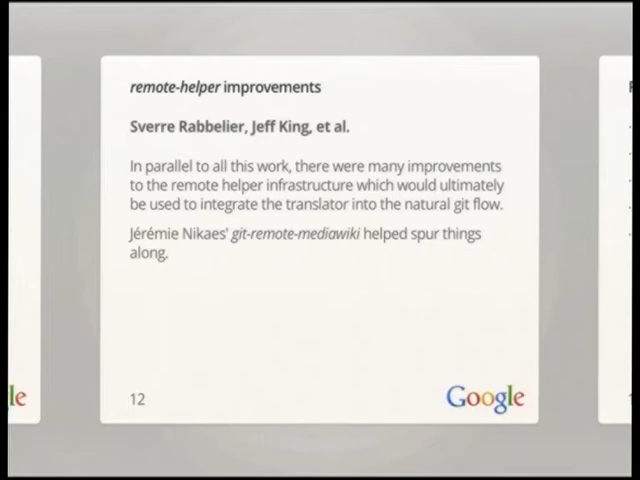 remote-helper improvements
Sverre Rabbelier, Jeff King, et al.
In parallel to all this work, there were many improvements
to the remote helper infrastructure which would ultimately
be used to integrate the translator into the natural git flow.
Jérémie Nikaes' git-remote-mediawiki helped spur things
along.
le
12
Google